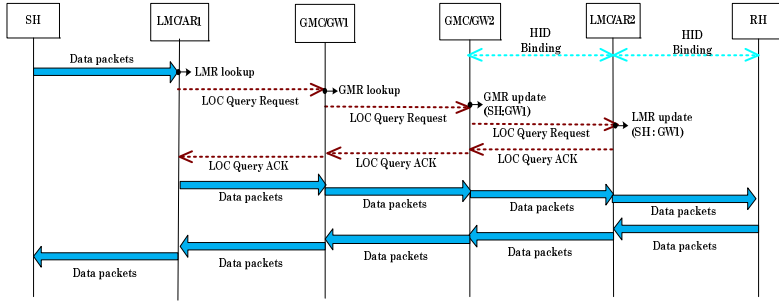 SH
LMC/AR1
GMC/GW1
GMC/GW2
LMC/AR2
RH
HID
Binding
HID
Binding
Data packets
LMR lookup
GMR lookup
LOC Query Request
LOC Query Request
GMR update
(SH:GW1)
LOC Query Request
LMR update
(SH : GW1)
LOC Query ACK
LOC Query ACK
LOC Query ACK
Data packets
Data packets
Data packets
Data packets
Data packets
Data packets
Data packets
Data packets
Data packets